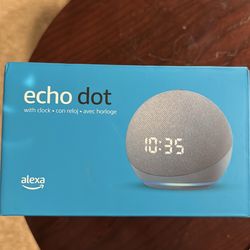 echo dot
with clock • con reloj • avec horloge
10:35
alexa